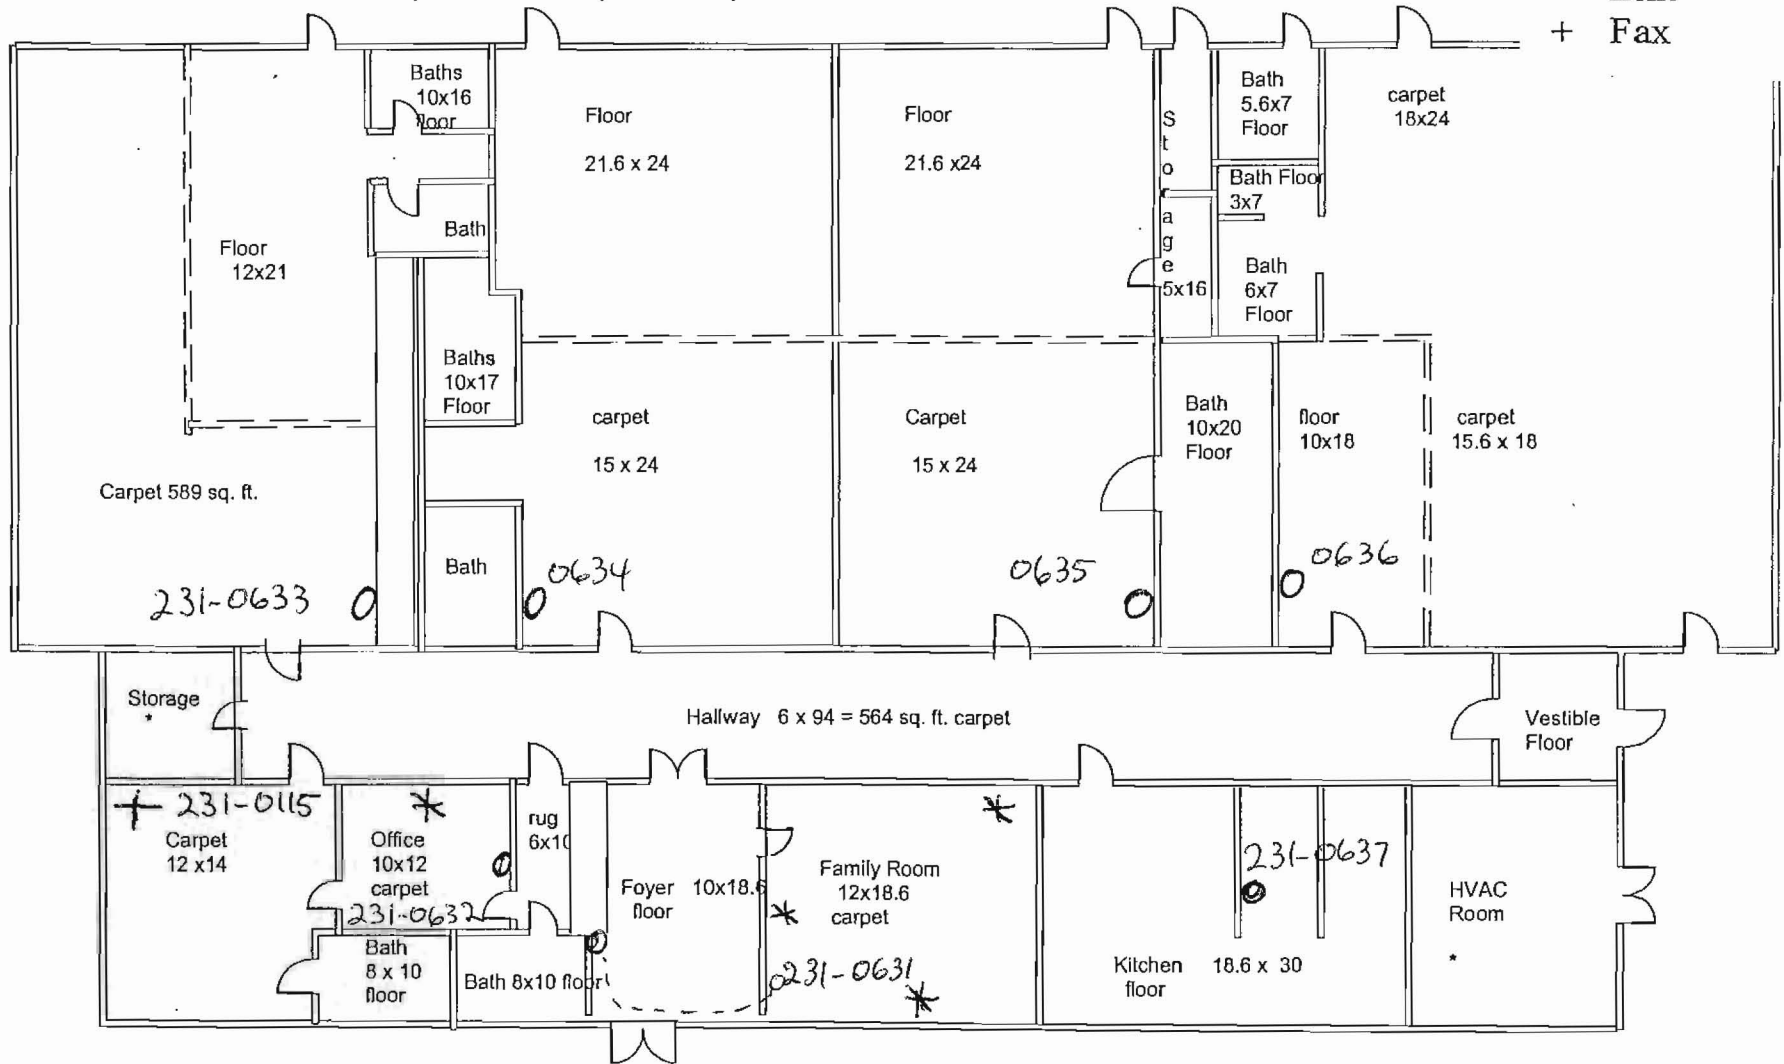 + Fax
Baths
10x16
floor
Floor
21.6 x 24
Floor
21.6 x24
Storage
5x16
Bath
5.6x7
Floor
carpet
18x24
Bath Floor
3x7
Bath
Floor
12x21
Bath
6x7
Floor
Baths
10x17
Floor
carpet
15 x 24
Carpet
15 x 24
Bath
10x20
Floor
floor
10x18
carpet
15.6 x 18
Carpet 589 sq. ft.
Bath
231-0633
0634
0635
0636
Storage
*
Hallway 6 x 94 = 564 sq. ft. carpet
Vestible
Floor
+ 231-0115
Carpet
12 x14
Office
10x12
carpet
231-0632
rug
6x10
Foyer 10x18.6
floor
Family Room
12x18.6
carpet
231-0637
HVAC
Room
*
Bath
8 x 10
floor
Bath 8x10 floor
231-0631
Kitchen 18.6 x 30
floor